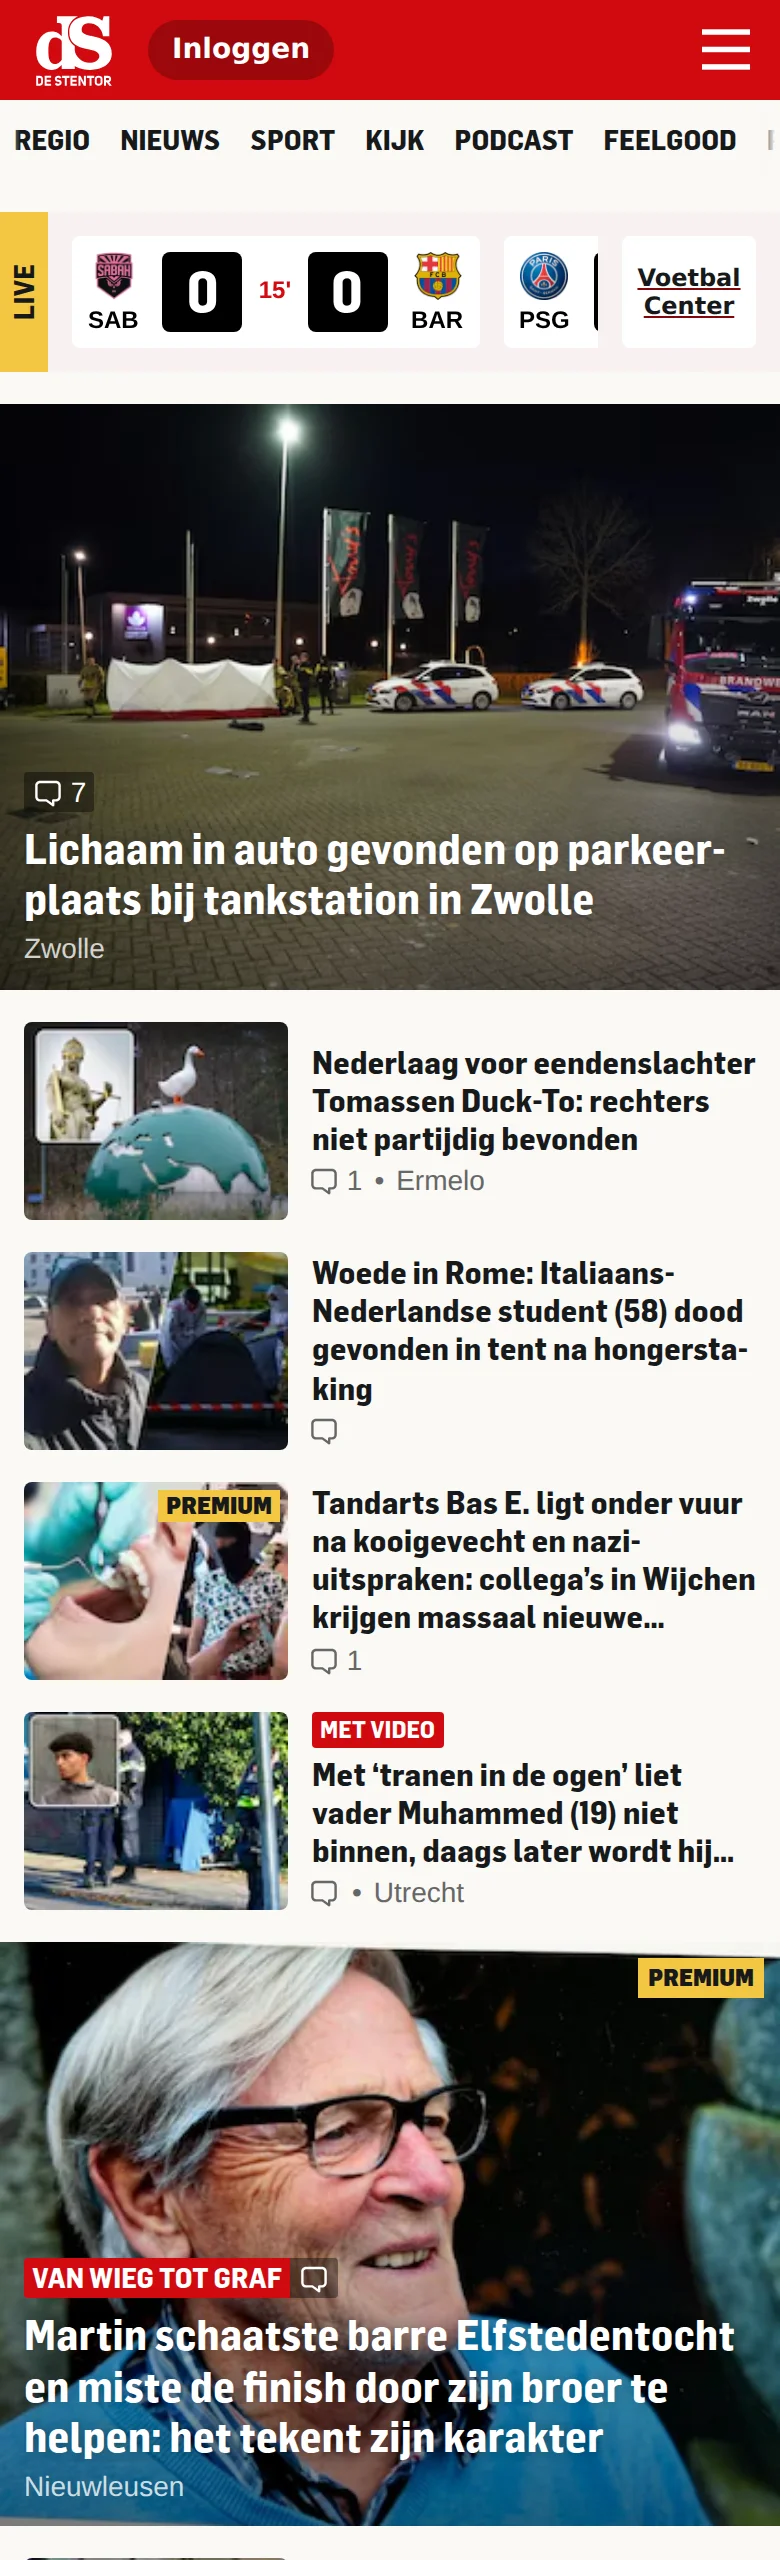 dS
DE STENTOR
Inloggen
REGIO NIEUWS SPORT KIJK PODCAST FEELGOOD
LIVE
SABAH
SAB
0
15'
0
FCB
BAR
PARIS
PSG
Voetbal
Center
Zwolle
BRANDWE
MAN
7
Lichaam in auto gevonden op parkeer-
plaats bij tankstation in Zwolle
Zwolle
Nederlaag voor eendenslachter
Tomassen Duck-To: rechters
niet partijdig bevonden
1 • Ermelo
Woede in Rome: Italiaans-
Nederlandse student (58) dood
gevonden in tent na hongersta-
king
PREMIUM
Tandarts Bas E. ligt onder vuur
na kooigevecht en nazi-
uitspraken: collega’s in Wijchen
krijgen massaal nieuwe...
1
MET VIDEO
Met ‘tranen in de ogen’ liet
vader Muhammed (19) niet
binnen, daags later wordt hij...
• Utrecht
PREMIUM
VAN WIEG TOT GRAF
Martin schaatste barre Elfstedentocht
en miste de finish door zijn broer te
helpen: het tekent zijn karakter
Nieuwleusen